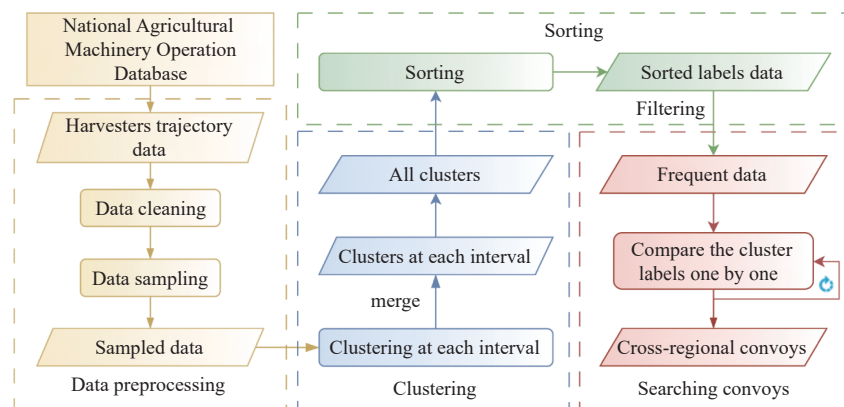 National Agricultural
Machinery Operation
Database
Harvesters trajectory
data
Data cleaning
Data sampling
Sampled data
Data preprocessing
Sorting
Sorting
Sorted labels data
Filtering
All clusters
Clusters at each interval
merge
Clustering at each interval
Clustering
Frequent data
Compare the cluster
labels one by one
Cross-regional convoys
Searching convoys